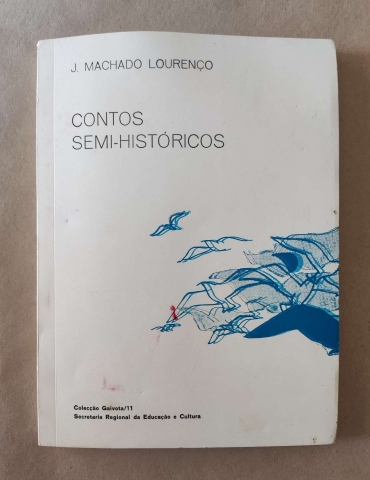 J. MACHADO LOURENÇO
CONTOS
SEMI-HISTÓRICOS
Colecção Gaivota/11
Secretaria Regional da Educação e Cultura